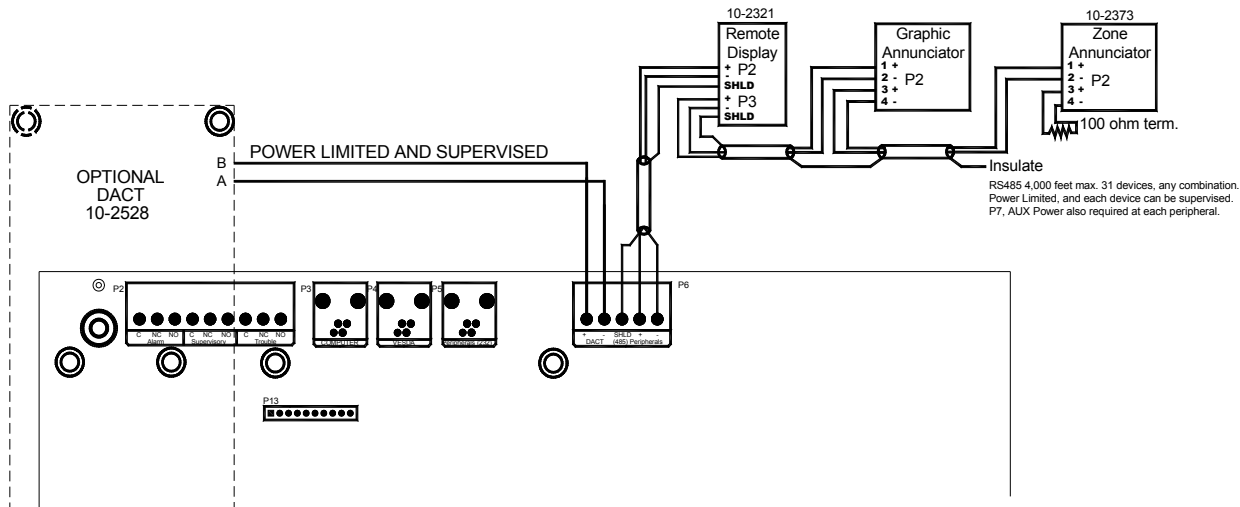 10-2321
Remote
Display
+ P2
-
SHLD
+ P3
-
SHLD
Graphic
Annunciator
1 +
2 - P2
3 +
4 -
10-2373
Zone
Annunciator
1 +
2 - P2
3 +
4 -
100 ohm term.
Insulate
RS485 4,000 feet max. 31 devices, any combination.
Power Limited, and each device can be supervised.
P7, AUX Power also required at each peripheral.
B POWER LIMITED AND SUPERVISED
A
OPTIONAL
DACT
10-2528
P2
C NC NO C NC NO C NC NO
Alarm Supervisory Trouble
P3
COMPUTER
P4
VESDA
P5
Peripherals (232)
P6
+ - SHLD + -
DACT (485) Peripherals
P13